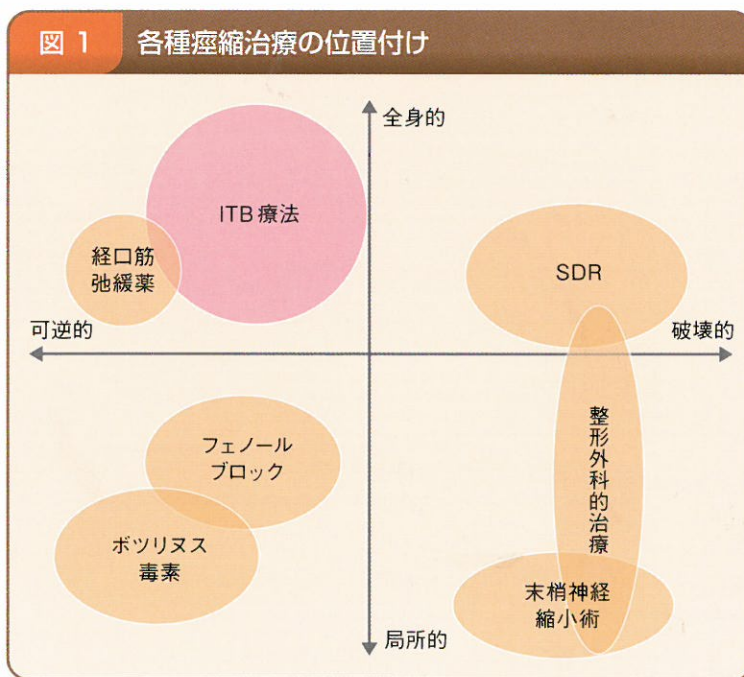 図 1 各種痙縮治療の位置付け
全身的
ITB 療法
経口筋
弛緩薬
SDR
可逆的
破壊的
フェノール
ブロック
整形外科的治療
ボツリヌス
毒素
末梢神経
縮小術
局所的